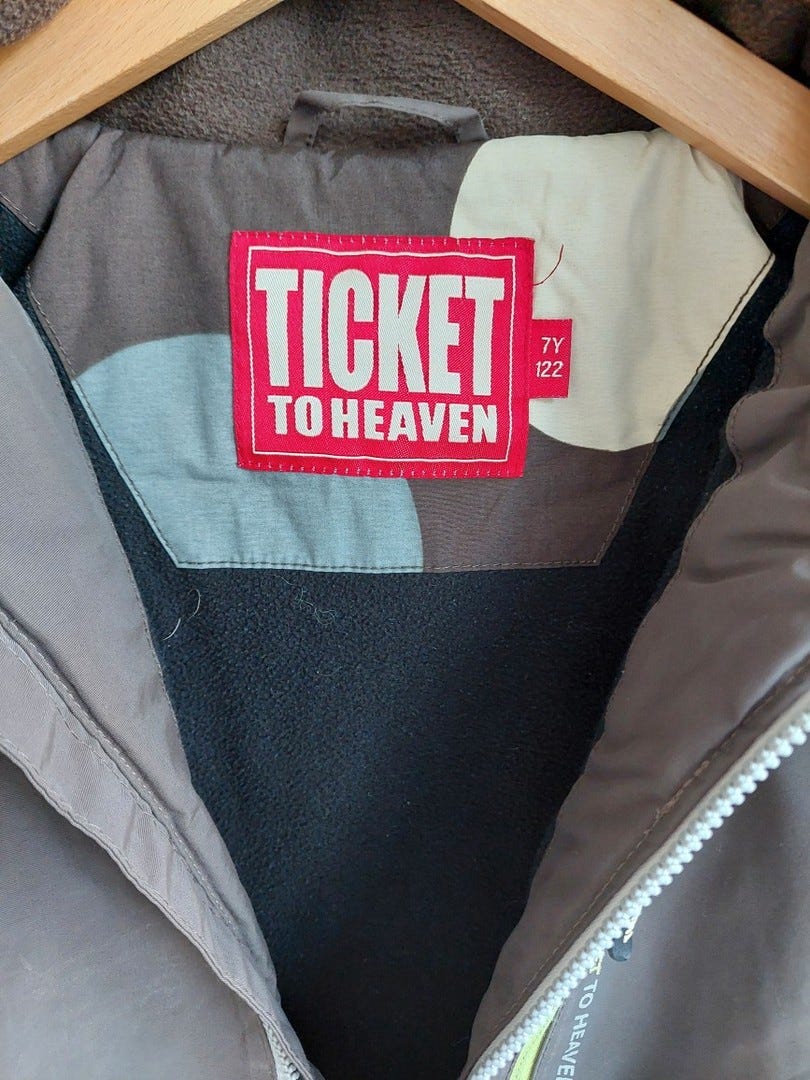 TICKET
TO HEAVEN
7Y
122
TO HEAVEN